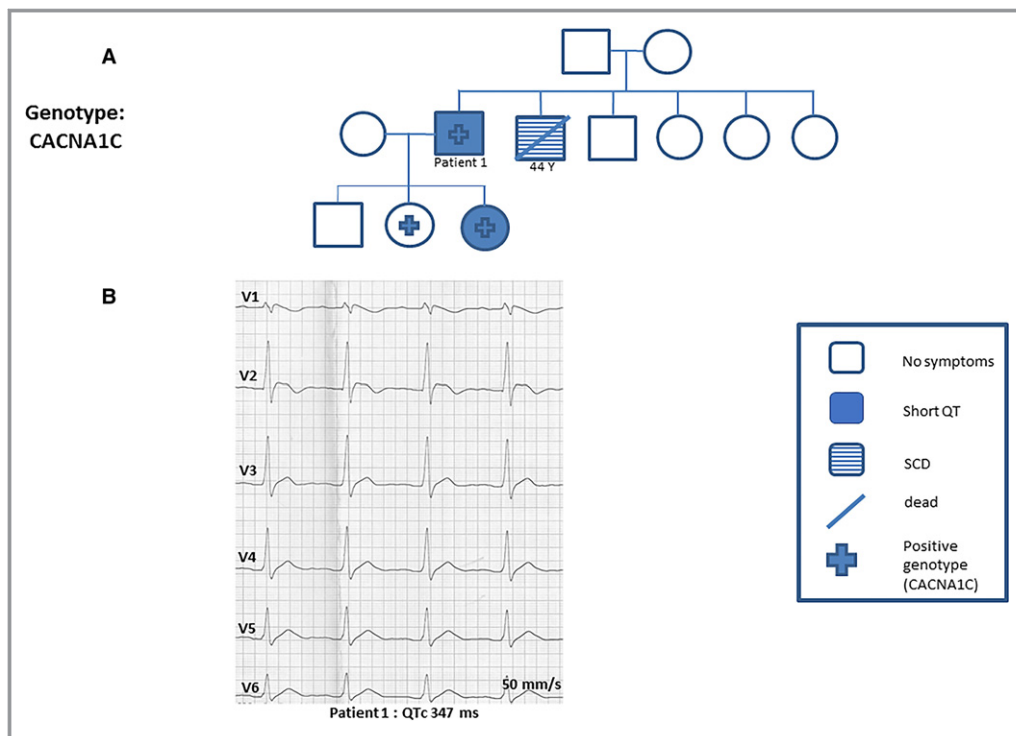 A
Genotype:
CACNA1C
Patient 1
44 Y
B
V1
V2
V3
V4
V5
V6
50 mm/s
Patient 1 : QTc 347 ms
No symptoms
Short QT
SCD
dead
Positive
genotype
(CACNA1C)